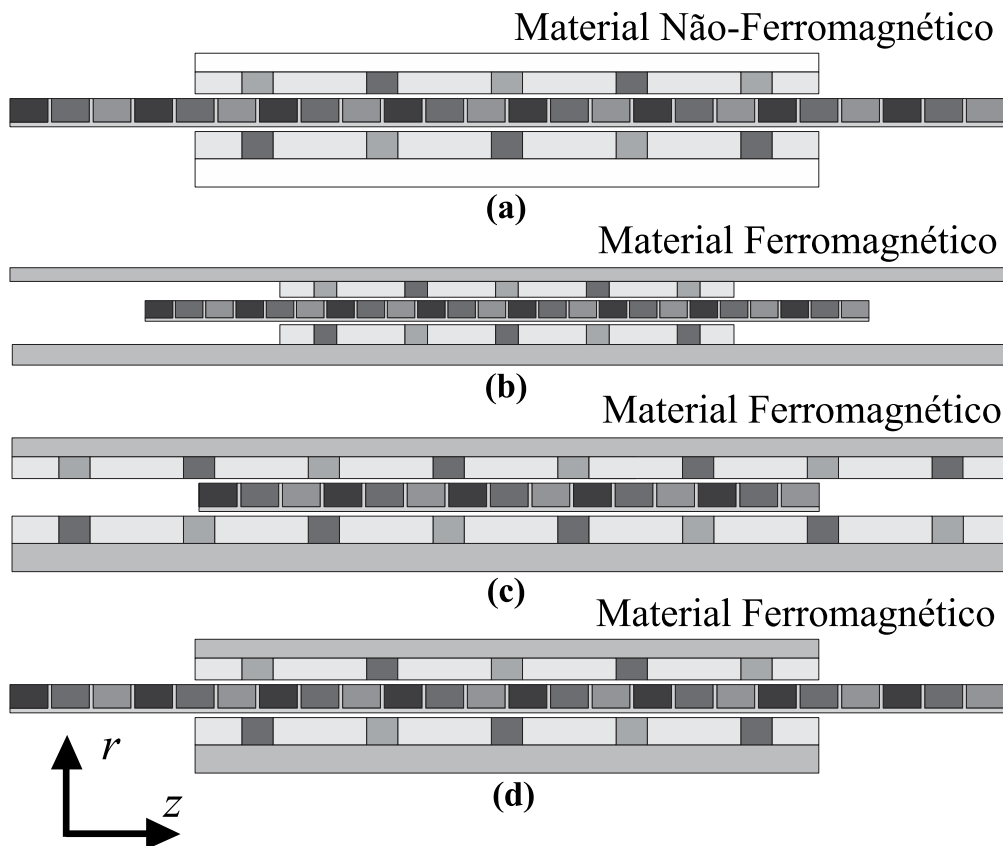 Material Não-Ferromagnético
(a)
Material Ferromagnético
(b)
Material Ferromagnético
(c)
Material Ferromagnético
r
z
(d)